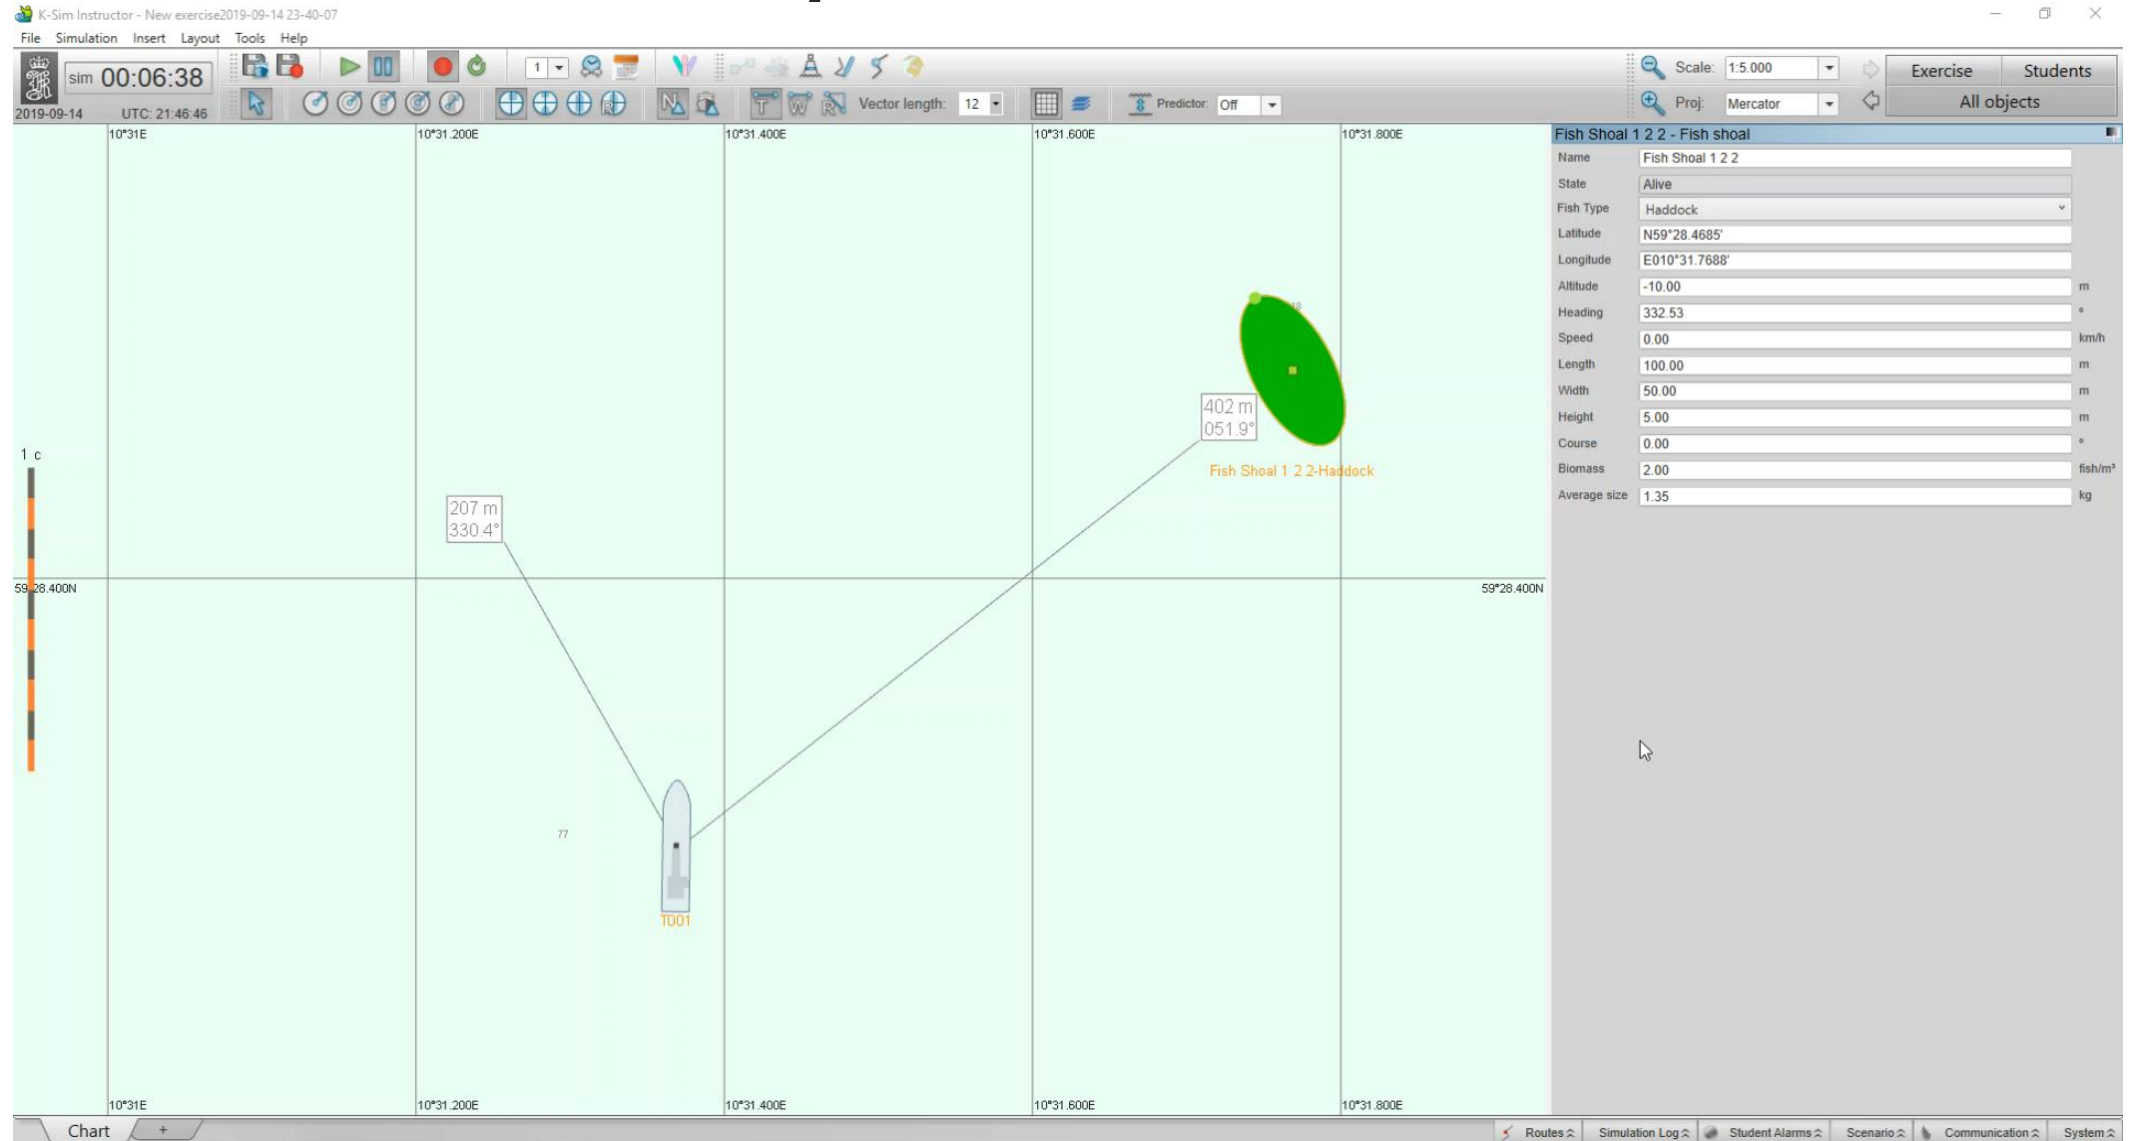 K-Sim Instructor - New exercise2019-09-14 23-40-07
File Simulation Insert Layout Tools Help
sim 00:06:38
2019-09-14 UTC: 21:46:46
1
Vector length: 12
Predictor: Off
Scale: 1:5.000
Proj: Mercator
Exercise Students
All objects
10°31E 10°31.200E 10°31.400E 10°31.600E 10°31.800E
Fish Shoal 1 2 2 - Fish shoal
Name Fish Shoal 1 2 2
State Alive
Fish Type Haddock
Latitude N59°28.4685'
Longitude E010°31.7688'
Altitude -10.00 m
Heading 332.53 °
Speed 0.00 km/h
Length 100.00 m
Width 50.00 m
Height 5.00 m
Course 0.00 °
Biomass 2.00 fish/m³
Average size 1.35 kg
402 m
051.9°
Fish Shoal 1 2 2-Haddock
1 c
207 m
330.4°
59°28.400N 59°28.400N
77
T001
10°31E 10°31.200E 10°31.400E 10°31.600E 10°31.800E
Chart +
Routes Simulation Log Student Alarms Scenario Communication System